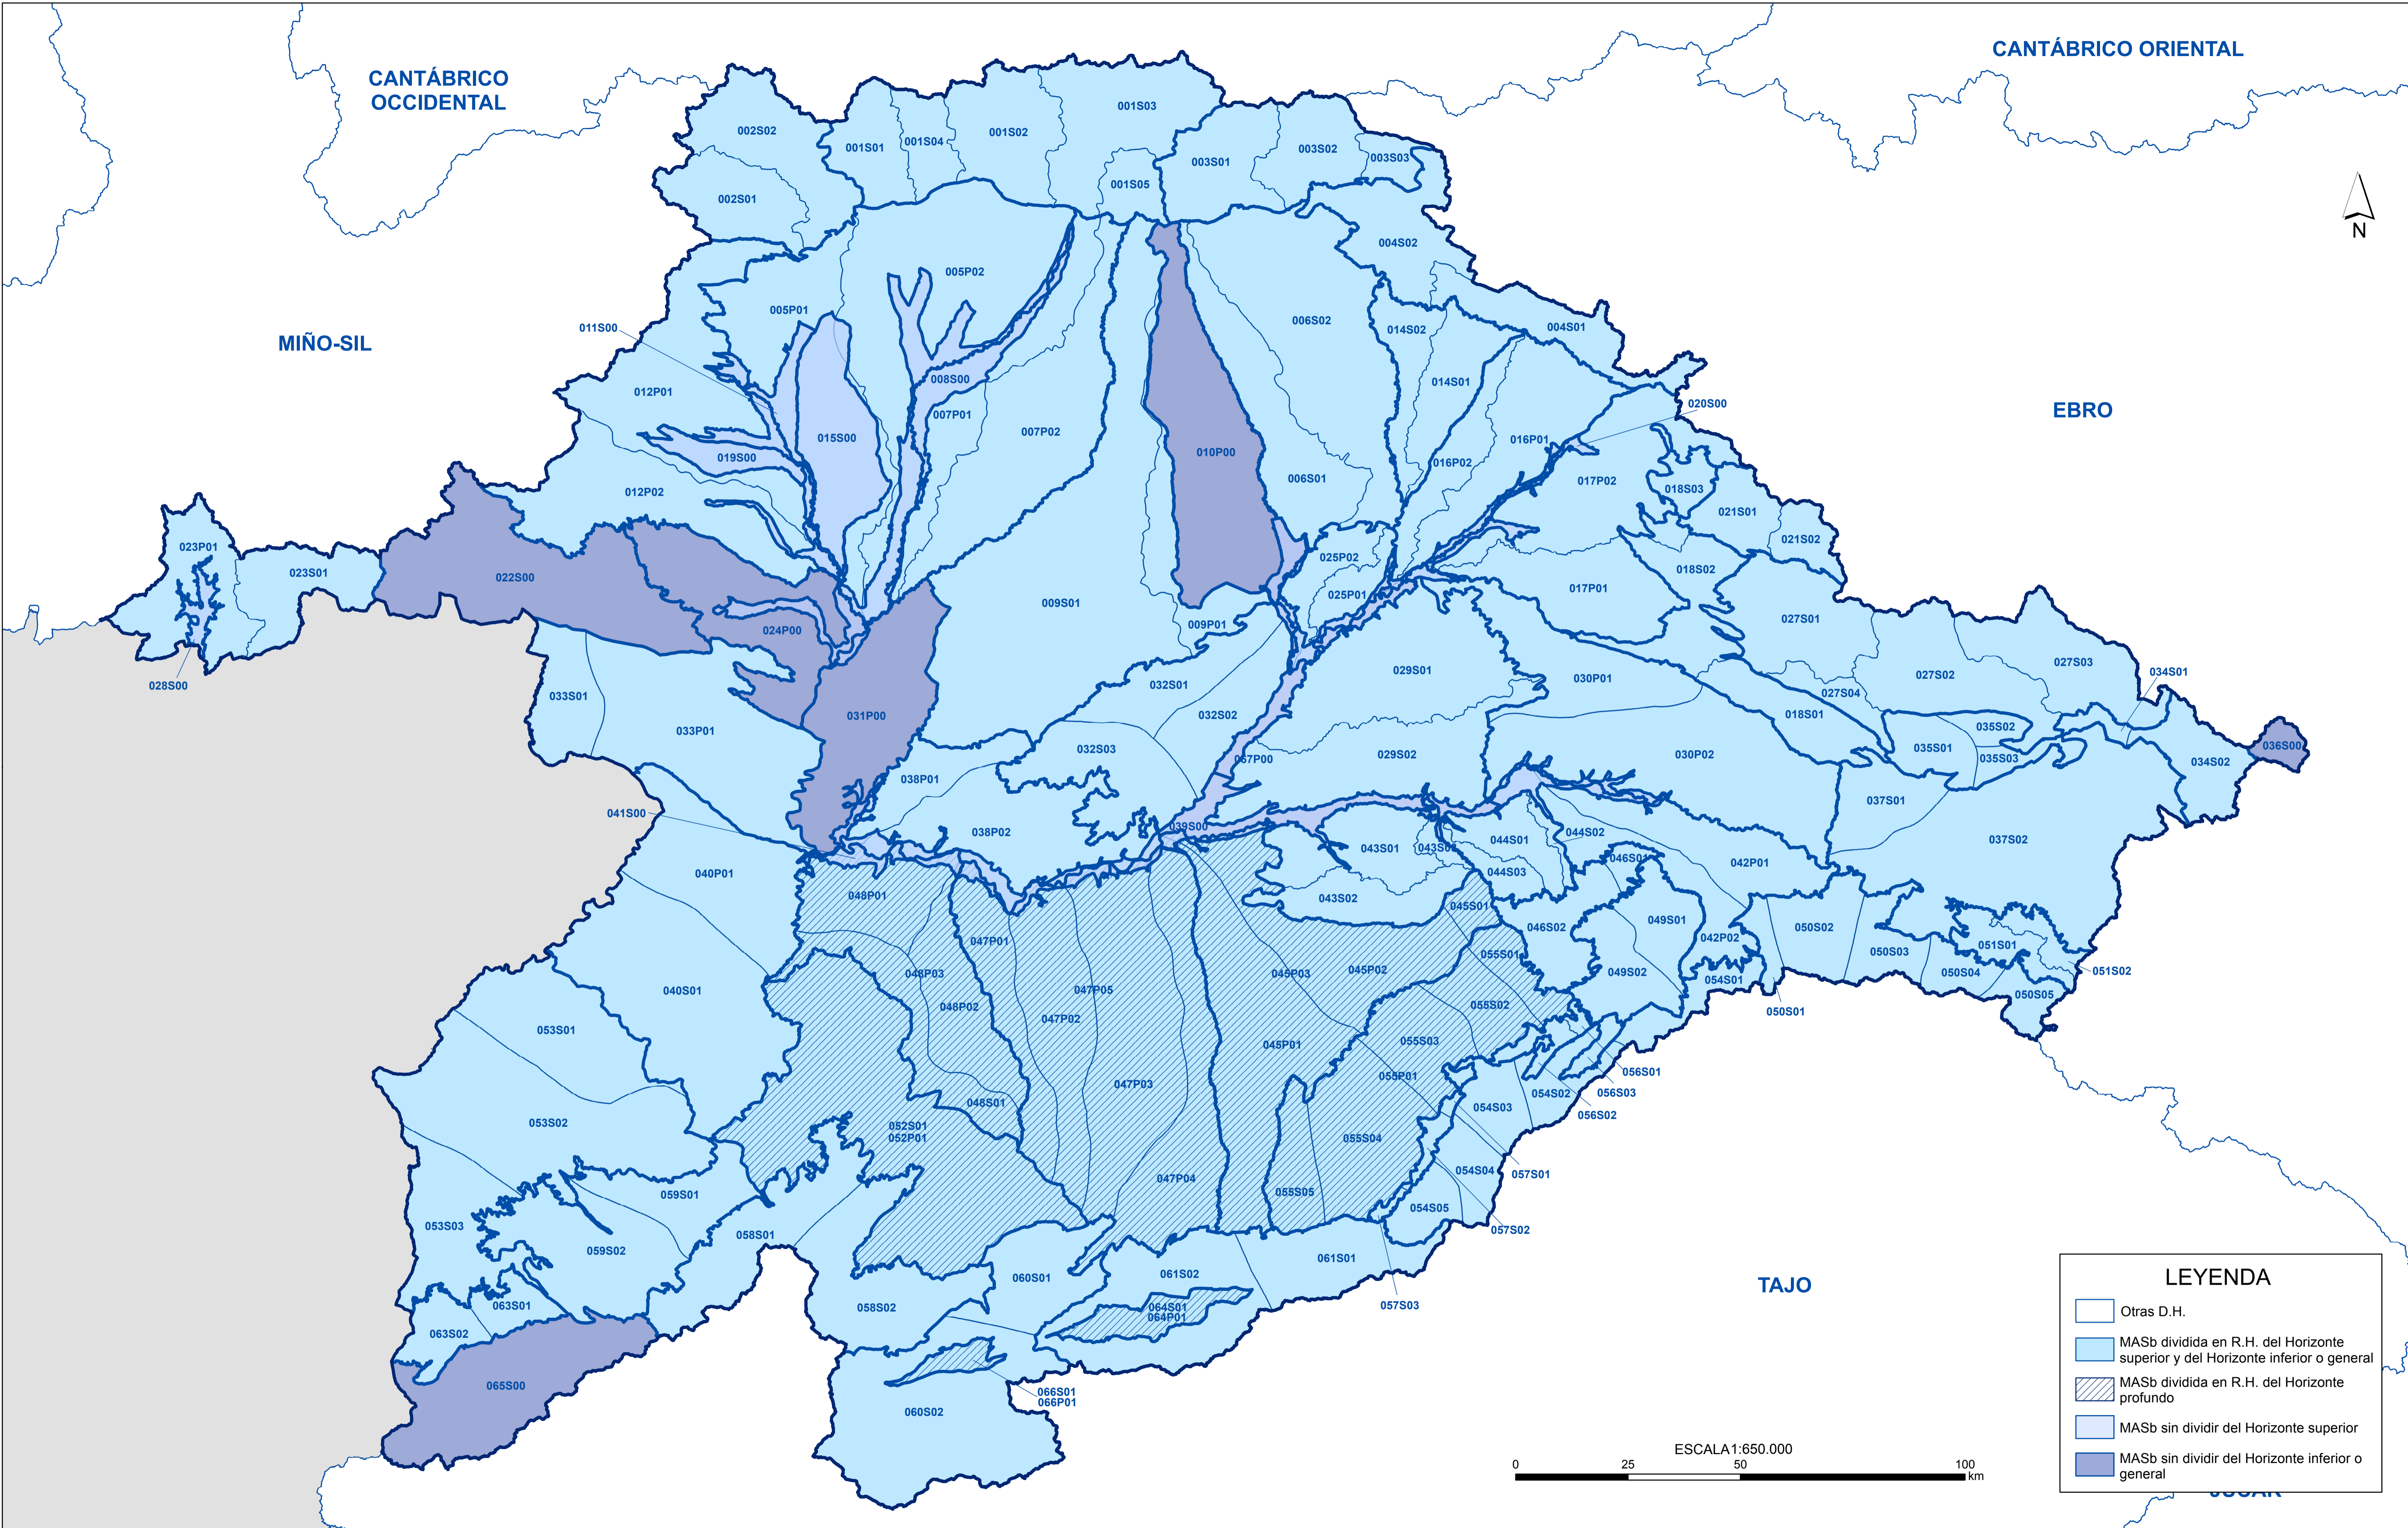 CANTÁBRICO ORIENTAL
CANTÁBRICO
OCCIDENTAL
001S03
002S02
001S02
001S04
001S01
003S02
003S03
003S01
001S05
002S01
N
004S02
005P02
005P01
006S02
011S00
004S01
014S02
MIÑO-SIL
008S00
014S01
012P01
020S00
EBRO
007P01
007P02
015S00
016P01
010P00
019S00
016P02
006S01
017P02
018S03
012P02
021S01
021S02
023P01
025P02
018S02
023S01
022S00
017P01
025P01
009S01
027S01
009P01
024P00
029S01
027S03
034S01
027S02
030P01
032S01
028S00
027S04
033S01
018S01
031P00
032S02
035S02
033P01
036S00
035S01
032S03
029S02
030P02
035S03
067P00
034S02
038P01
037S01
041S00
039S00
038P02
044S02
044S01
037S02
043S01
043S03
046S01
042P01
044S03
040P01
048P01
043S02
045S01
049S01
046S02
050S02
042P02
047P01
051S01
050S03
055S01
045P02
048P03
045P03
049S02
051S02
050S04
054S01
040S01
047P05
050S05
048P02
055S02
050S01
047P02
053S01
055S03
045P01
056S01
055P01
047P03
056S03
054S02
048S01
054S03
056S02
053S02
052S01
052P01
055S04
054S04
057S01
047P04
055S05
059S01
054S05
053S03
057S02
058S01
059S02
061S01
061S02
060S01
TAJO
LEYENDA
063S01
058S02
064S01
064P01
057S03
Otras D.H.
063S02
MASb dividida en R.H. del Horizonte
superior y del Horizonte inferior o general
065S00
066S01
066P01
MASb dividida en R.H. del Horizonte
profundo
060S02
MASb sin dividir del Horizonte superior
ESCALA1:650.000
MASb sin dividir del Horizonte inferior o
general
0 25 50 100
km
JÚCAR